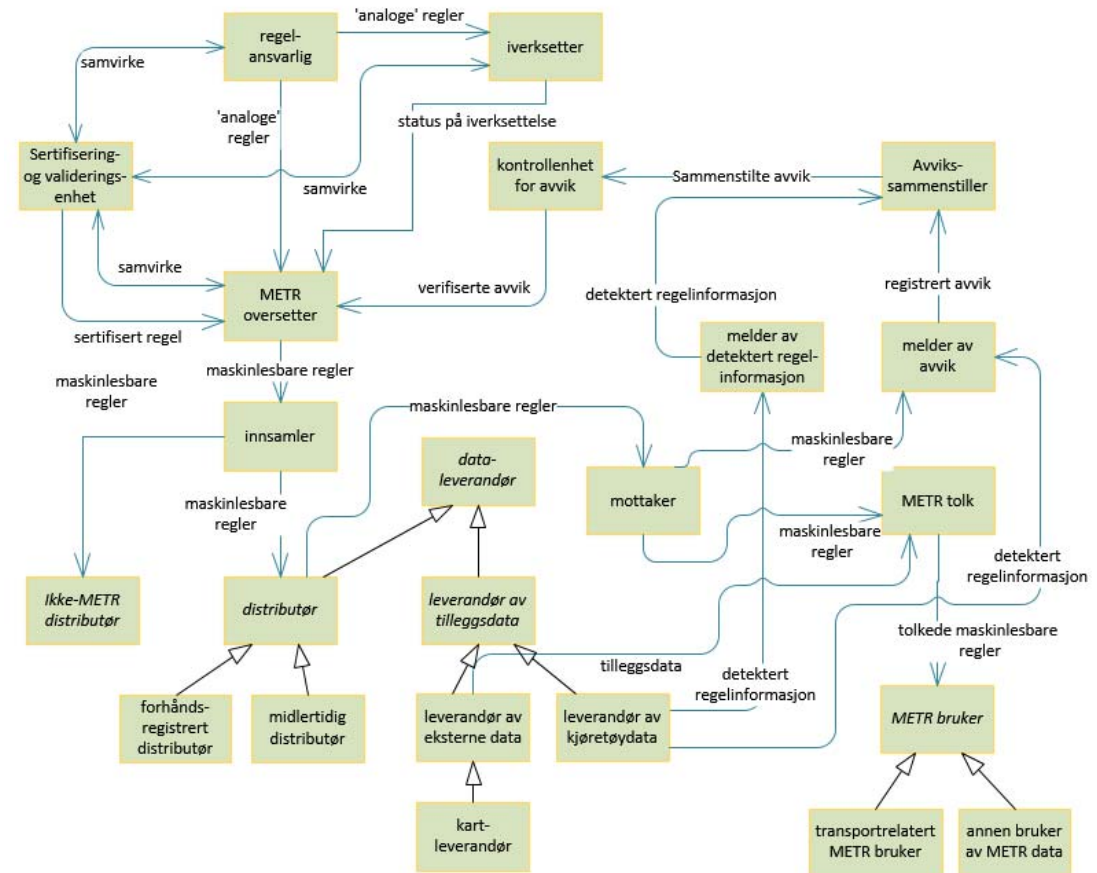 'analoge' regler
regel-
ansvarlig
iverksetter
samvirke
'analoge'
regler
status på iverksettelse
Sertifisering-
og validerings-
enhet
kontrollenhet
for avvik
Sammenstilte avvik
Avviks-
sammenstiller
samvirke
samvirke
METR
oversetter
verifiserte avvik
detektert regelinformasjon
registrert avvik
sertifisert regel
melder av
detektert regel-
informasjon
melder av
avvik
maskinlesbare
regler
maskinlesbare regler
maskinlesbare regler
innsamler
data-
leverandør
maskinlesbare
regler
mottaker
METR tolk
maskinlesbare
regler
maskinlesbare
regler
detektert
regelinformasjon
Ikke-METR
distributør
distributør
leverandør av
tilleggsdata
tolkede maskinlesbare
regler
tilleggsdata
detektert
regelinformasjon
forhånds-
registrert
distributør
midlertidig
distributør
leverandør av
eksterne data
leverandør av
kjøretøydata
METR bruker
kart-
leverandør
transportrelatert
METR bruker
annen bruker
av METR data